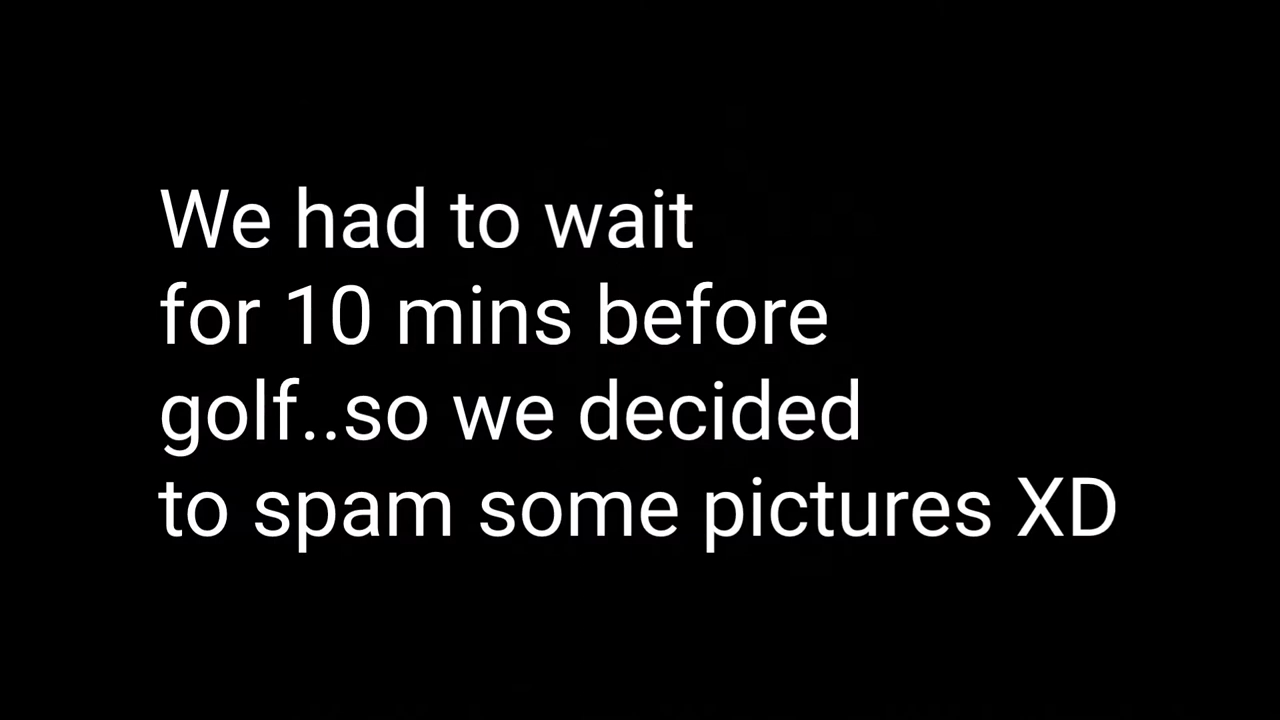 We had to wait
for 10 mins before
golf..so we decided
to spam some pictures XD